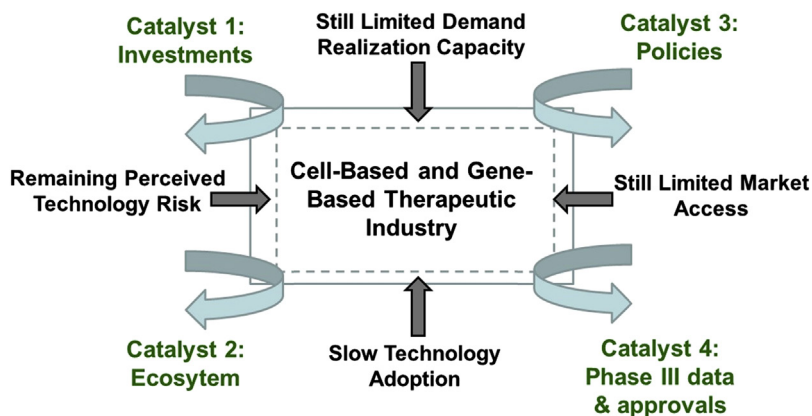 Catalyst 1:
Investments
Still Limited Demand
Realization Capacity
Catalyst 3:
Policies
Remaining Perceived
Technology Risk
Cell-Based and Gene-
Based Therapeutic
Industry
Still Limited Market
Access
Catalyst 2:
Ecosytem
Slow Technology
Adoption
Catalyst 4:
Phase III data
& approvals